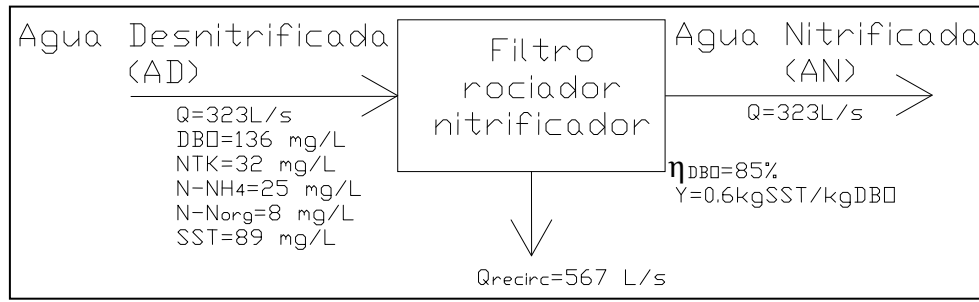 Agua Desnitrificada
(AD)
Q=323L/s
DBO=136 mg/L
NTK=32 mg/L
N-NH4=25 mg/L
N-Norg=8 mg/L
SST=89 mg/L
Filtro
rociador
nitrificador
Qrecirc=567 L/s
Agua Nitrificada
(AN)
Q=323L/s
ηDBO=85%
Y=0.6kgSST/kgDBO